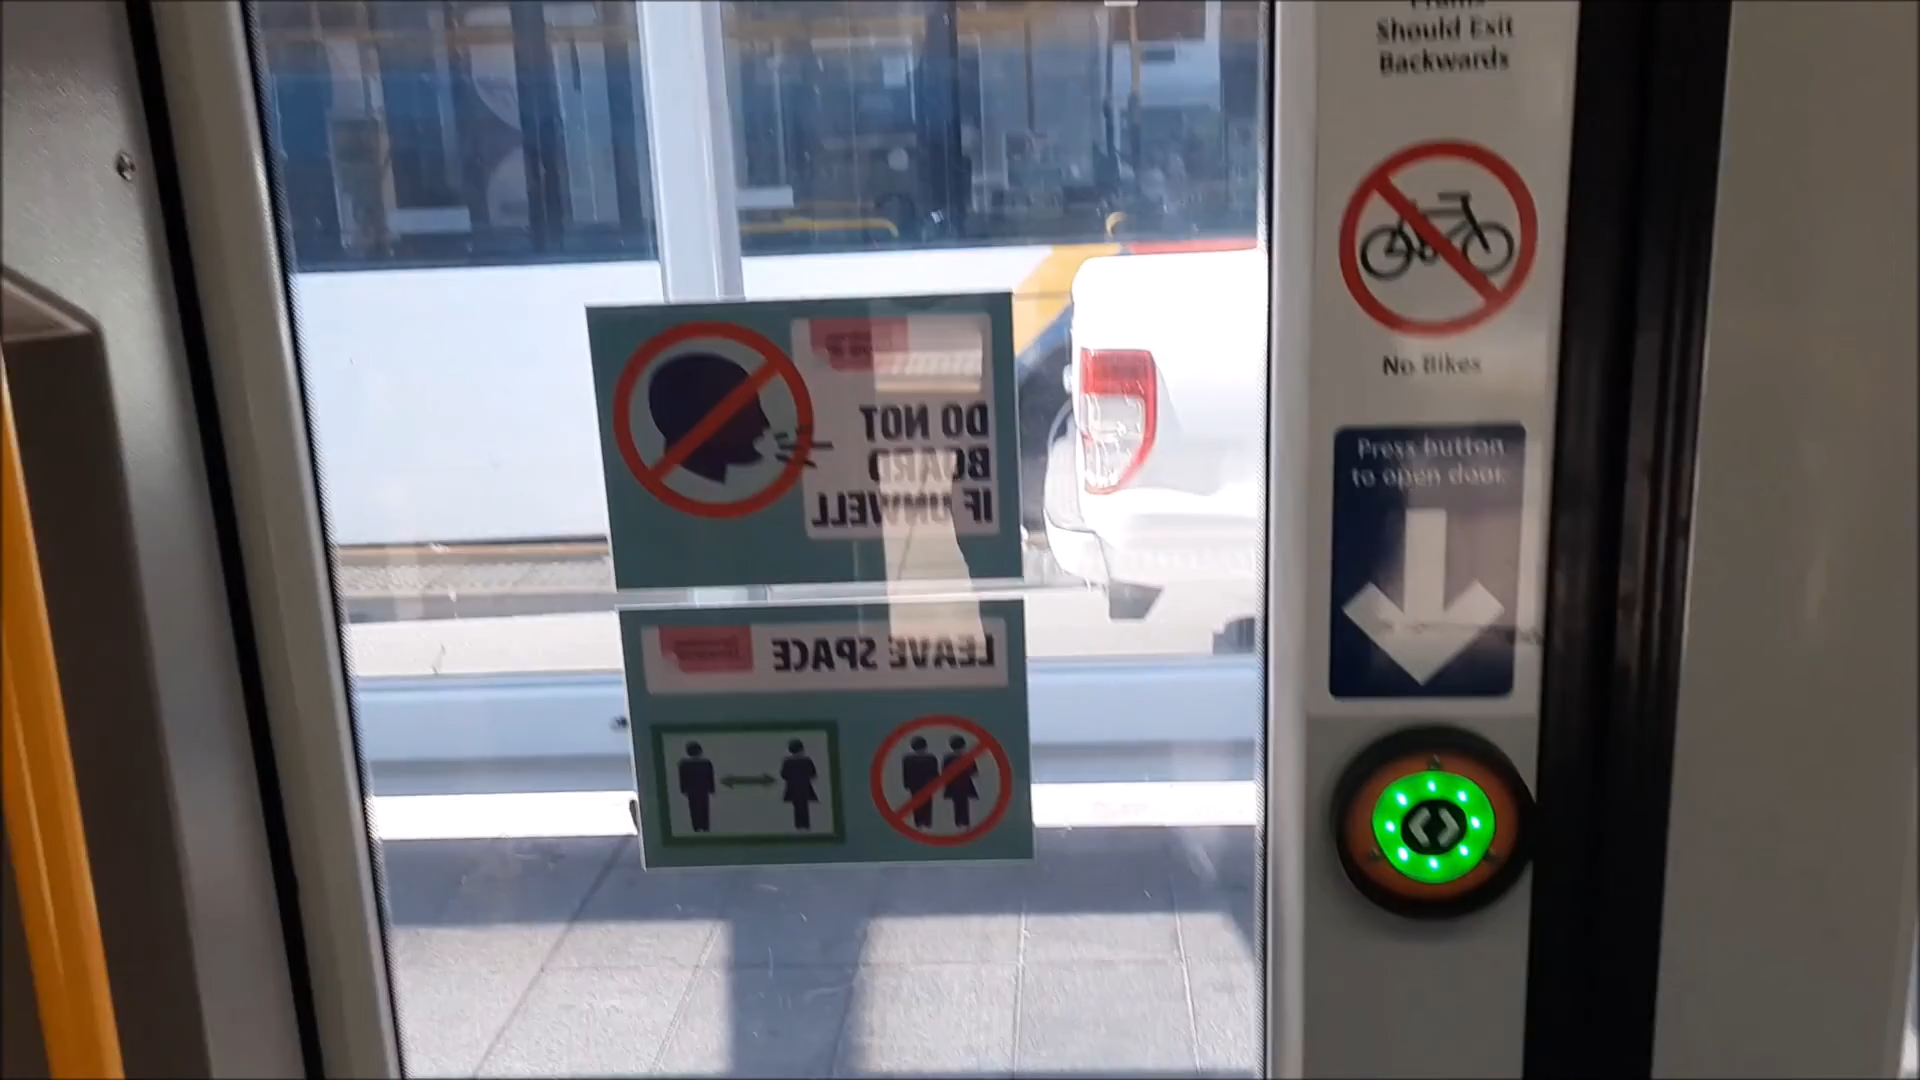 Should Exit
Backwards
No Bikes
Press button
to open door.
DO NOT
BOARD
IF UNWELL
LEAVE SPACE